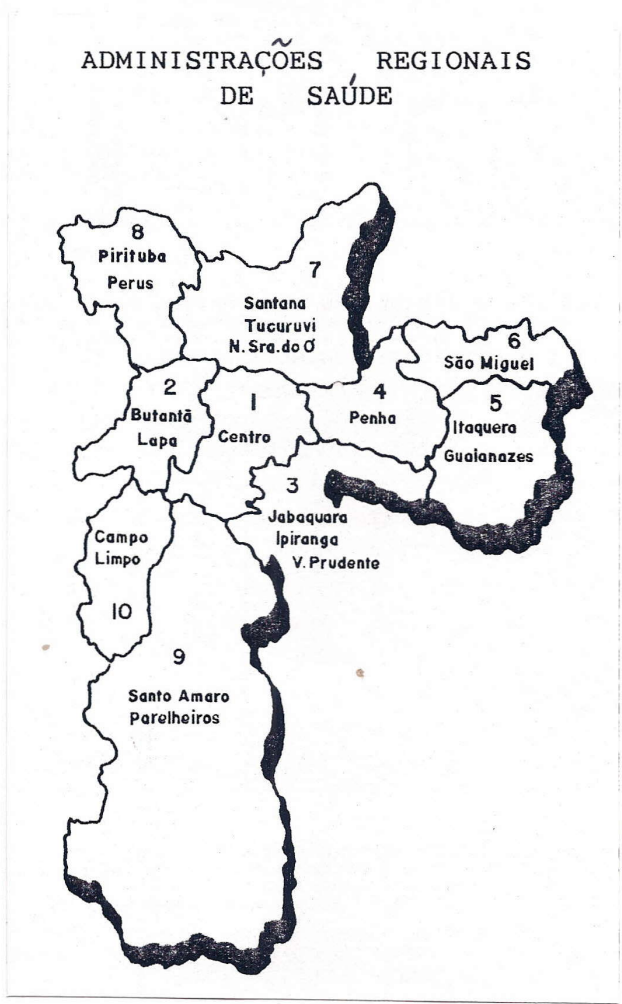 ADMINISTRAÇÕES REGIONAIS
DE SAÚDE
8
Pirituba
Perus
7
Santana
Tucuruvi
N. Sra. do Ó
6
São Miguel
2
Butantã
Lapa
1
Centro
4
Penha
5
Itaquera
Guaianazes
3
Jabaquara
Ipiranga
V. Prudente
Campo
Limpo
10
9
Santo Amaro
Parelheiros